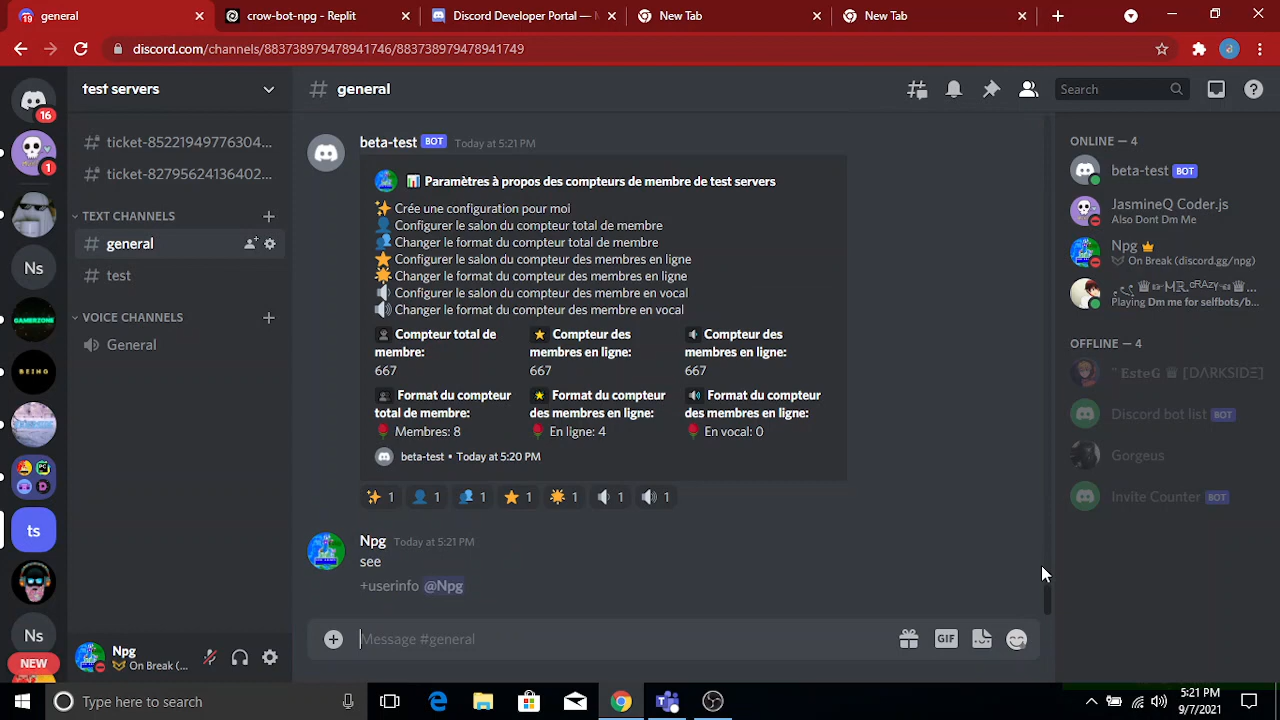 19 general
crow-bot-npg - Replit
Discord Developer Portal —
New Tab
New Tab
discord.com/channels/883738979478941746/883738979478941749
a
16
1
Ns
GAMERZONE
BEING
ts
Ns
NEW
test servers
ticket-85221949776304...
ticket-82795624136402...
TEXT CHANNELS
general
test
VOICE CHANNELS
General
Npg
On Break (...
general
Search
beta-test BOT Today at 5:21 PM
Paramètres à propos des compteurs de membre de test servers
Crée une configuration pour moi
Configurer le salon du compteur total de membre
Changer le format du compteur total de membre
Configurer le salon du compteur des membres en ligne
Changer le format du compteur des membres en ligne
Configurer le salon du compteur des membre en vocal
Changer le format du compteur des membre en vocal
Compteur total de membre:
667
Compteur des membres en ligne:
667
Compteur des membres en ligne:
667
Format du compteur total de membre:
Membres: 8
Format du compteur des membres en ligne:
En ligne: 4
Format du compteur des membres en ligne:
En vocal: 0
beta-test • Today at 5:20 PM
1 1 1 1 1 1 1
Npg Today at 5:21 PM
see
+userinfo @Npg
Message #general
GIF
ONLINE — 4
beta-test BOT
JasmineQ Coder.js
Also Dont Dm Me
Npg
On Break (discord.gg/npg)
Playing Dm me for selfbots/b...
OFFLINE — 4
" EsteG ♕ [DARKSIDΞ]
Discord bot list BOT
Gorgeus
Invite Counter BOT
Type here to search
5:21 PM
9/7/2021